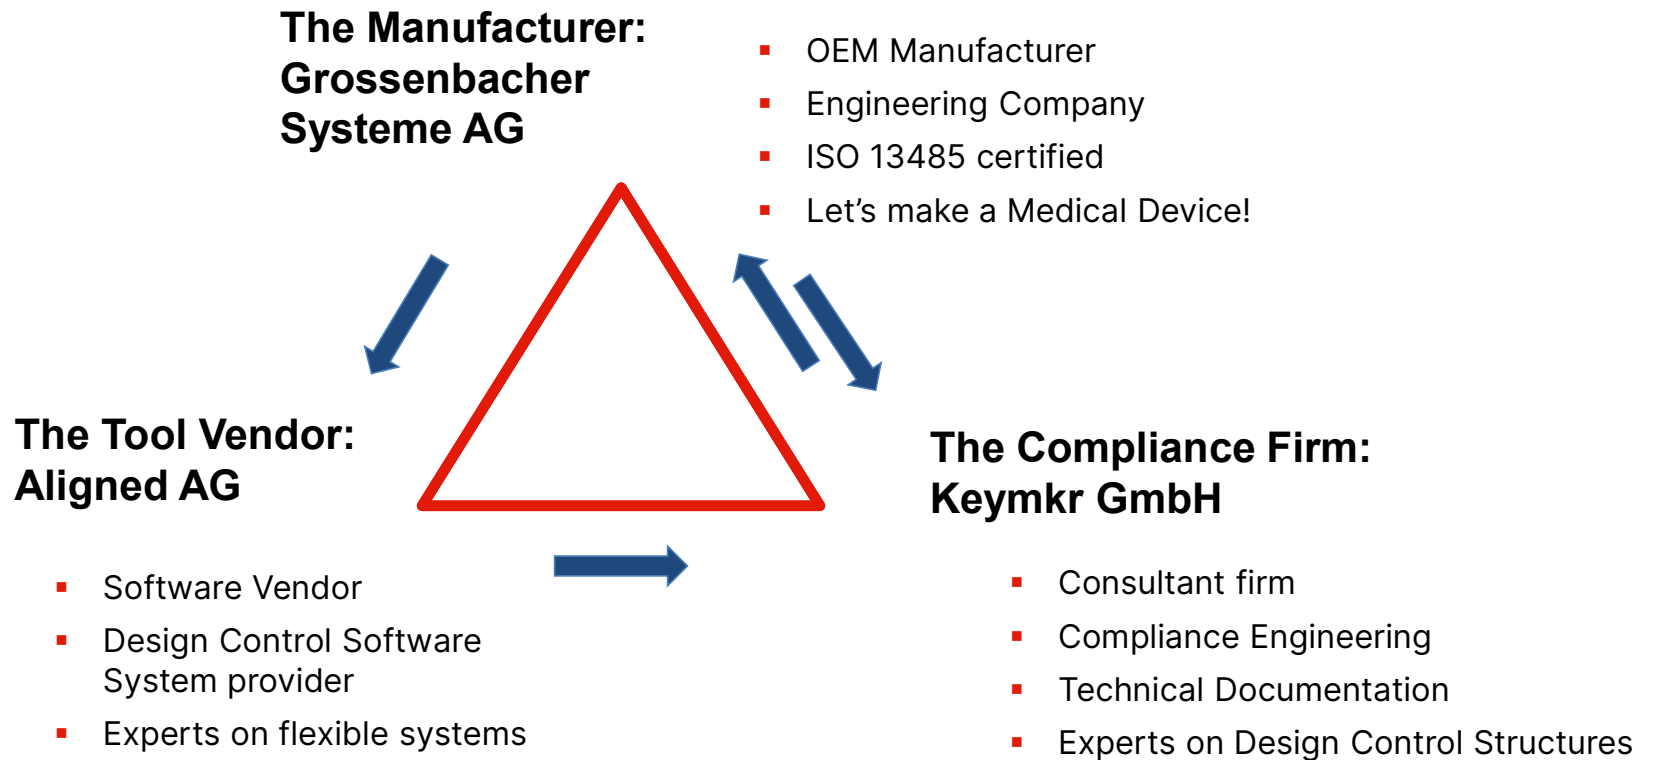 The Manufacturer:
Grossenbacher
Systeme AG
OEM Manufacturer
Engineering Company
ISO 13485 certified
Let’s make a Medical Device!
The Tool Vendor:
Aligned AG
Software Vendor
Design Control Software
System provider
Experts on flexible systems
The Compliance Firm:
Keymkr GmbH
Consultant firm
Compliance Engineering
Technical Documentation
Experts on Design Control Structures